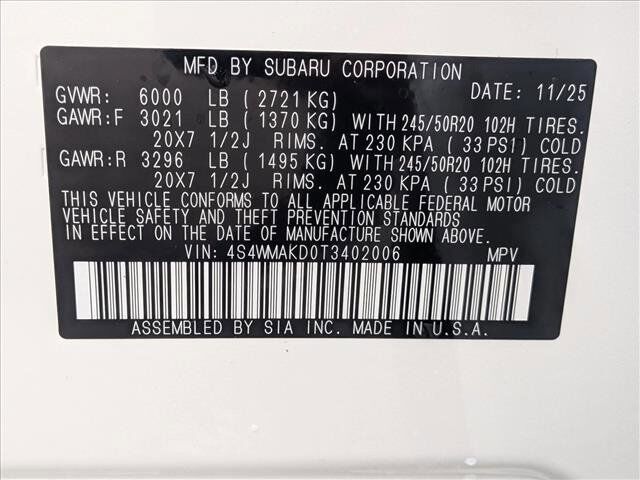 MFD BY SUBARU CORPORATION
GVWR: 6000 LB ( 2721 KG) DATE: 11/25
GAWR:F 3021 LB ( 1370 KG) WITH 245/50R20 102H TIRES.
20X7 1/2J RIMS. AT 230 KPA ( 33 PSI) COLD
GAWR:R 3296 LB ( 1495 KG) WITH 245/50R20 102H TIRES.
20X7 1/2J RIMS. AT 230 KPA ( 33 PSI) COLD
THIS VEHICLE CONFORMS TO ALL APPLICABLE FEDERAL MOTOR
VEHICLE SAFETY AND THEFT PREVENTION STANDARDS
IN EFFECT ON THE DATE OF MANUFACTURE SHOWN ABOVE.
VIN: 4S4WMAKD0T3402006 MPV
ASSEMBLED BY SIA INC. MADE IN U.S.A.